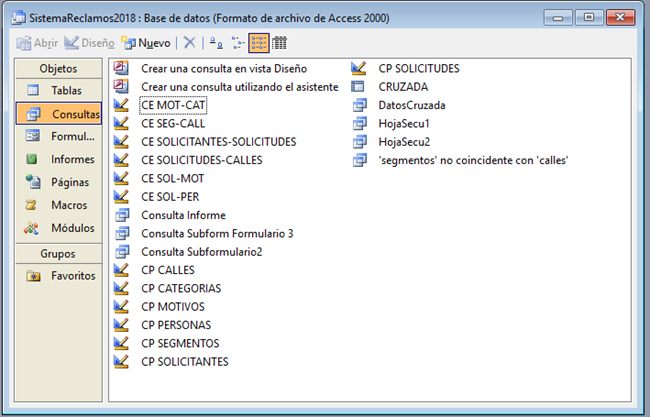 SistemaReclamos2018 : Base de datos (Formato de archivo de Access 2000)
Abrir Diseño Nuevo
Objetos
Tablas
Consultas
Formul...
Informes
Páginas
Macros
Módulos
Grupos
Favoritos
Crear una consulta en vista Diseño
Crear una consulta utilizando el asistente
CE MOT-CAT
CE SEG-CALL
CE SOLICITANTES-SOLICITUDES
CE SOLICITUDES-CALLES
CE SOL-MOT
CE SOL-PER
Consulta Informe
Consulta Subform Formulario 3
Consulta Subformulario2
CP CALLES
CP CATEGORIAS
CP MOTIVOS
CP PERSONAS
CP SEGMENTOS
CP SOLICITANTES
CP SOLICITUDES
CRUZADA
DatosCruzada
HojaSecu1
HojaSecu2
'segmentos' no coincidente con 'calles'